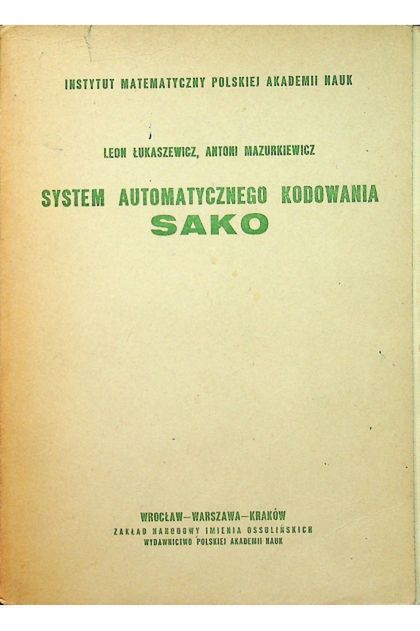 INSTYTUT MATEMATYCZNY POLSKIEJ AKADEMII NAUK
LEON ŁUKASZEWICZ, ANTONI MAZURKIEWICZ
SYSTEM AUTOMATYCZNEGO KODOWANIA
SAKO
WROCŁAW—WARSZAWA—KRAKÓW
ZAKŁAD NARODOWY IMIENIA OSSOLIŃSKICH
WYDAWNICTWO POLSKIEJ AKADEMII NAUK